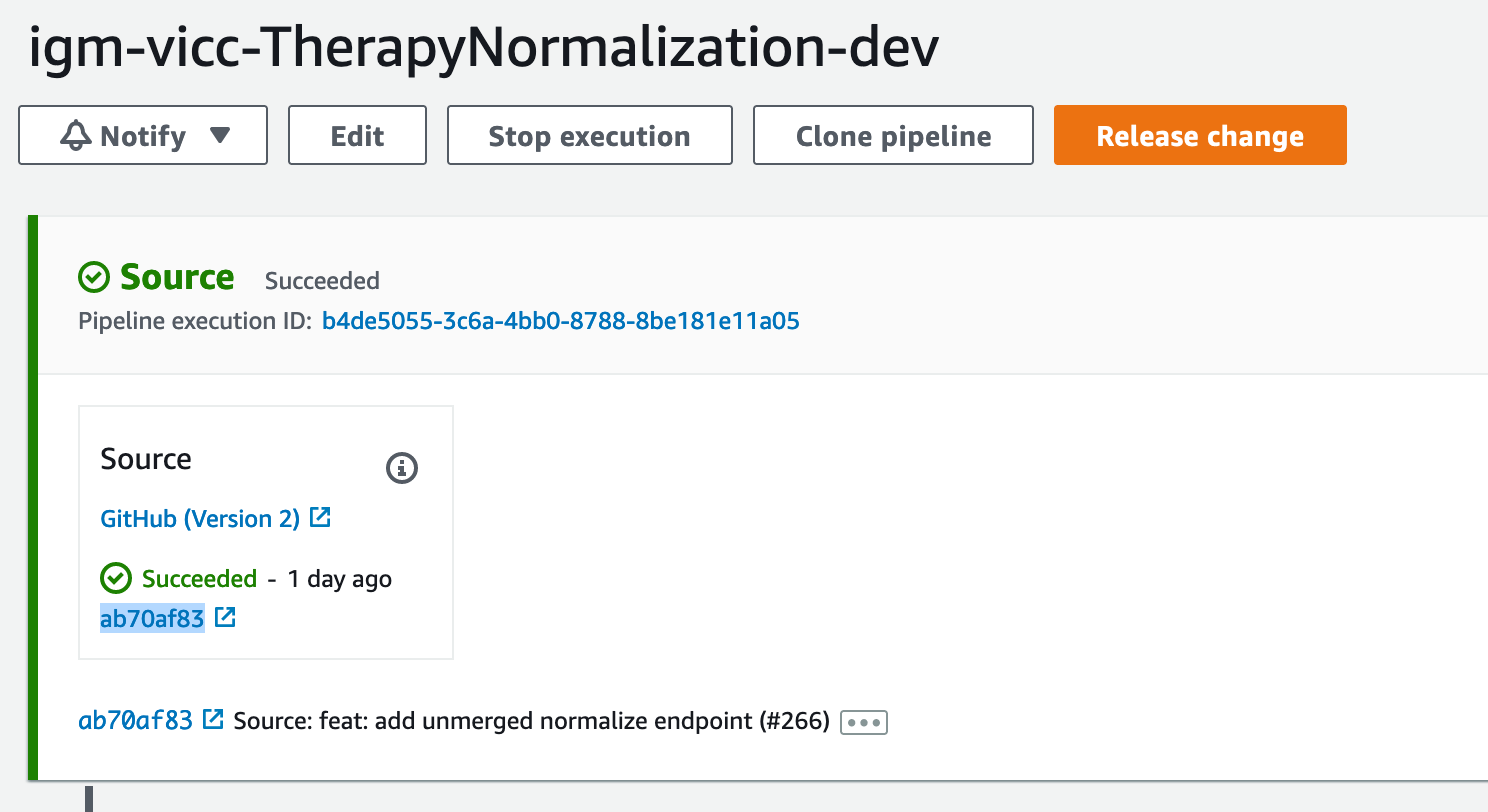 igm-vicc-TherapyNormalization-dev
Notify Edit Stop execution Clone pipeline Release change
Source Succeeded
Pipeline execution ID: b4de5055-3c6a-4bb0-8788-8be181e11a05
Source
GitHub (Version 2)
Succeeded - 1 day ago
ab70af83
ab70af83 Source: feat: add unmerged normalize endpoint (#266)